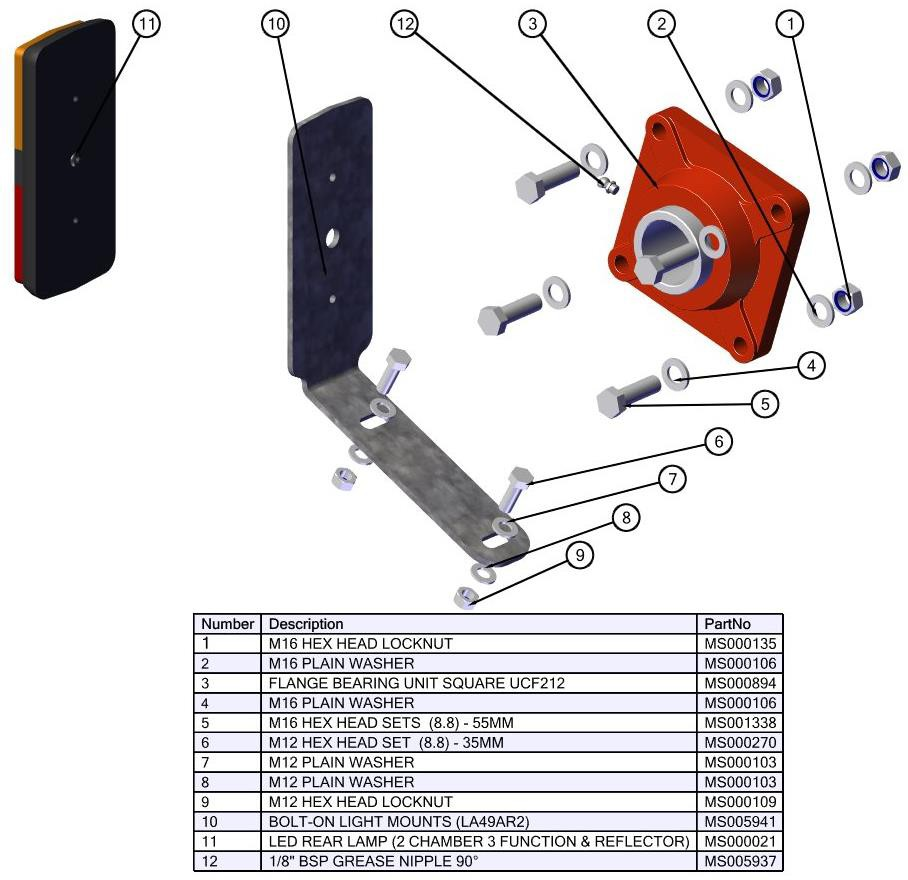 11
10
12
3
2
1
4
5
6
7
8
9
Number Description PartNo
1 M16 HEX HEAD LOCKNUT MS000135
2 M16 PLAIN WASHER MS000106
3 FLANGE BEARING UNIT SQUARE UCF212 MS000894
4 M16 PLAIN WASHER MS000106
5 M16 HEX HEAD SETS (8.8) - 55MM MS001338
6 M12 HEX HEAD SET (8.8) - 35MM MS000270
7 M12 PLAIN WASHER MS000103
8 M12 PLAIN WASHER MS000103
9 M12 HEX HEAD LOCKNUT MS000109
10 BOLT-ON LIGHT MOUNTS (LA49AR2) MS005941
11 LED REAR LAMP (2 CHAMBER 3 FUNCTION & REFLECTOR) MS000021
12 1/8" BSP GREASE NIPPLE 90° MS005937